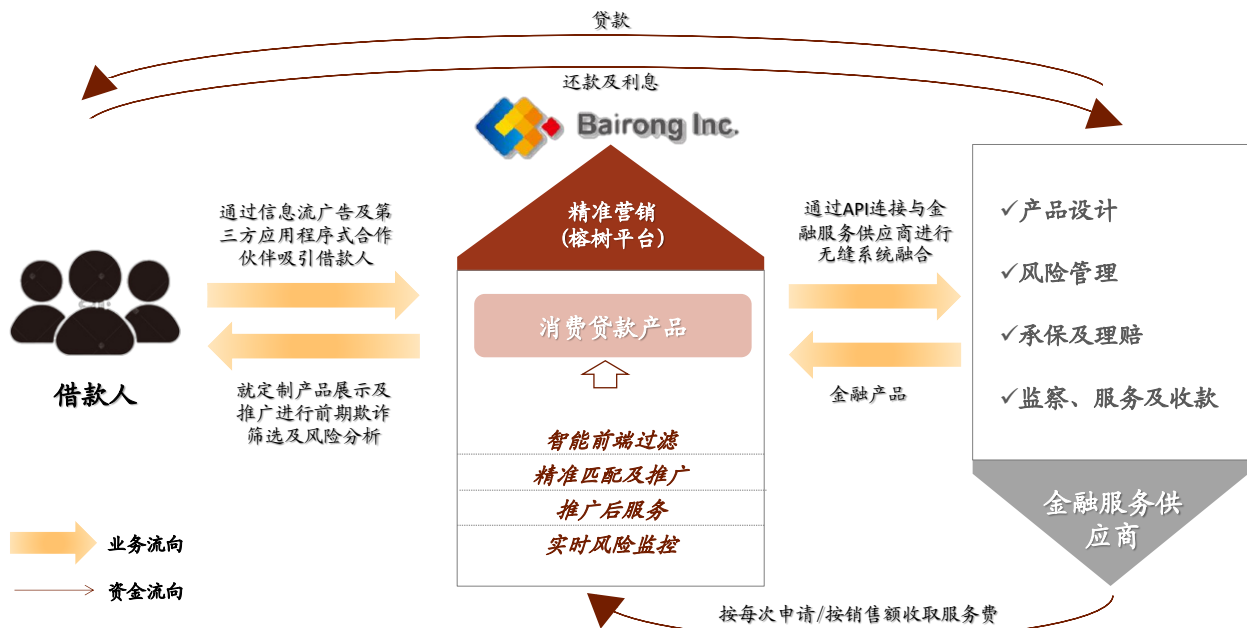 贷款
还款及利息
Bairong Inc.
通过信息流广告及第
三方应用程式合作
伙伴吸引借款人
借款人
就定制产品展示及
推广进行前期欺诈
筛选及风险分析
精准营销
(榕树平台)
消费贷款产品
智能前端过滤
精准匹配及推广
推广后服务
实时风险监控
通过API连接与金
融服务供应商进行
无缝系统融合
金融产品
✓产品设计
✓风险管理
✓承保及理赔
✓监察、服务及收款
金融服务供
应商
业务流向
资金流向
按每次申请/按销售额收取服务费